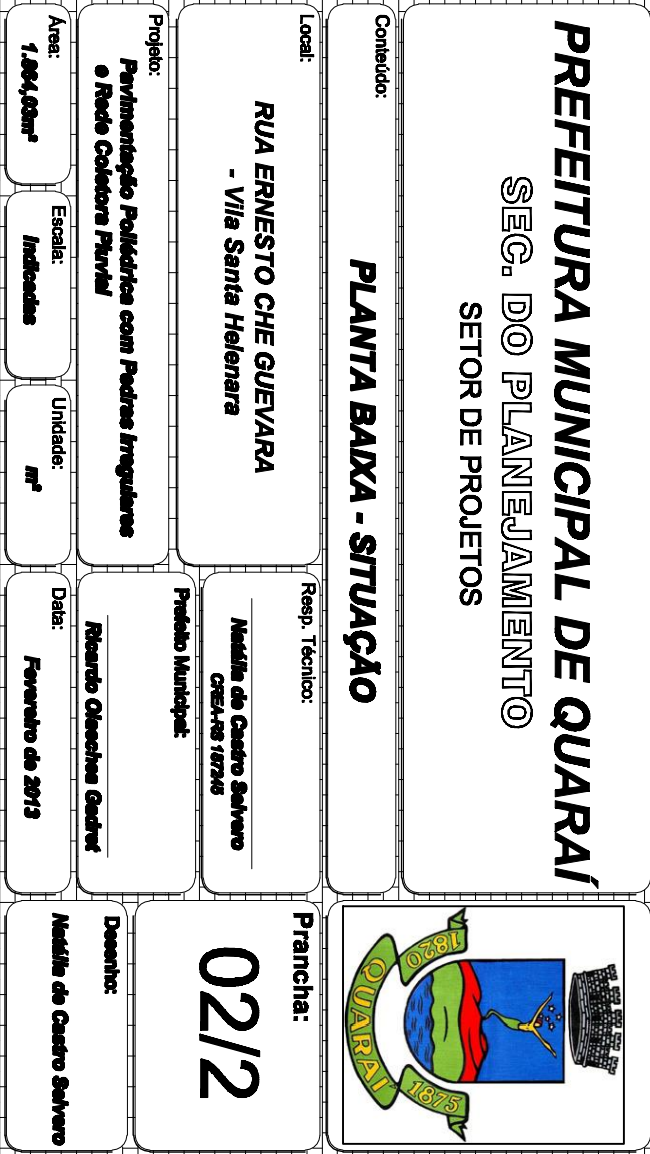 PREFEITURA MUNICIPAL DE QUARAÍ
SEC. DO PLANEJAMENTO
SETOR DE PROJETOS
1820
QUARAÍ
1875
Conteúdo:
PLANTA BAIXA - SITUAÇÃO
Local:
RUA ERNESTO CHE GUEVARA
- Vila Santa Helenara
Resp. Técnico:
Natália de Castro Selvero
CREA-RS 187245
Prancha:
02/2
Projeto:
Pavimentação Poliédrica com Pedras Irregulares
e Rede Coletora Pluvial
Prefeito Municipal:
Ricardo Olaechea Gadret
Desenho:
Natália de Castro Selvero
Área:
1.864,03m²
Escala:
Indicadas
Unidade:
m²
Data:
Fevereiro de 2013